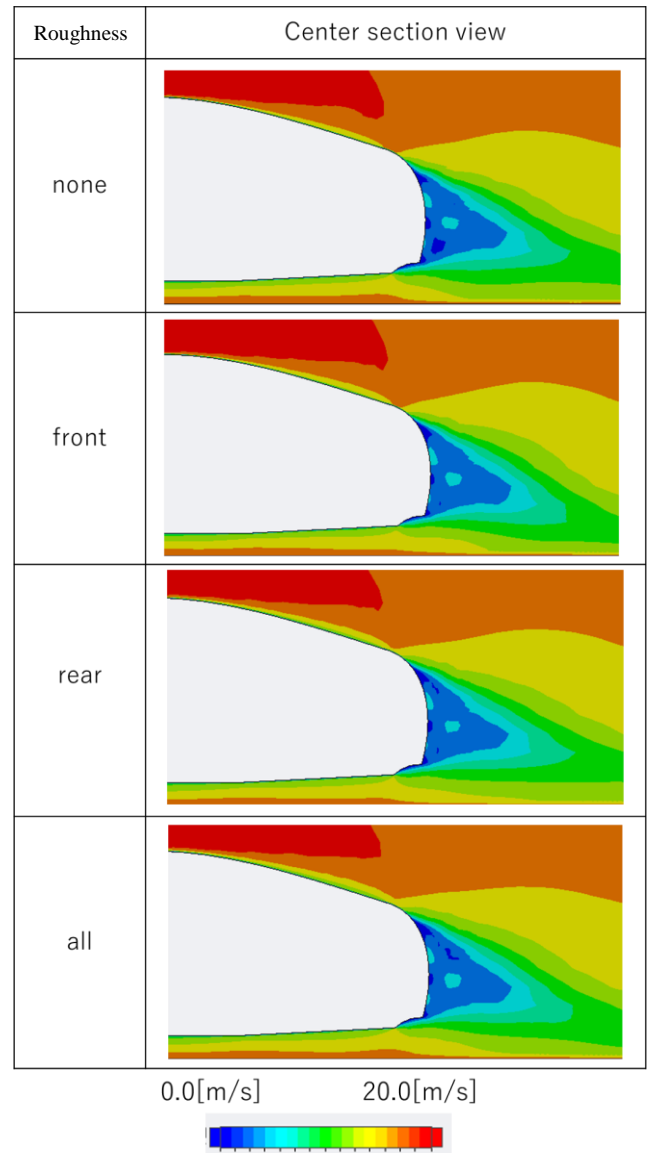 Roughness
Center section view
none
front
rear
all
0.0[m/s]
20.0[m/s]